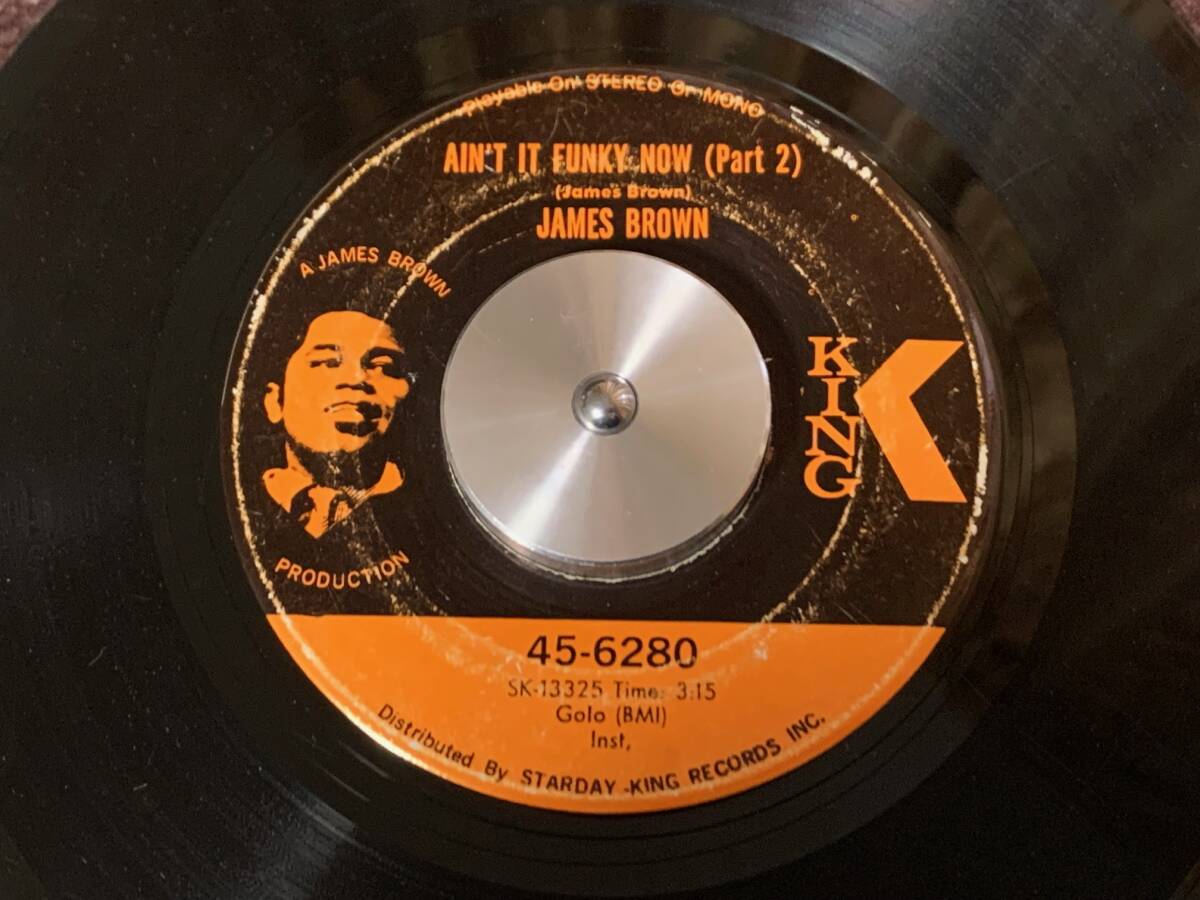 Playable On STEREO Or MONO
AIN'T IT FUNKY NOW (Part 2)
(James Brown)
JAMES BROWN
A JAMES BROWN
PRODUCTION
KING
45-6280
SK-13325 Time: 3:15
Golo (BMI)
Inst,
Distributed By STARDAY-KING RECORDS INC.